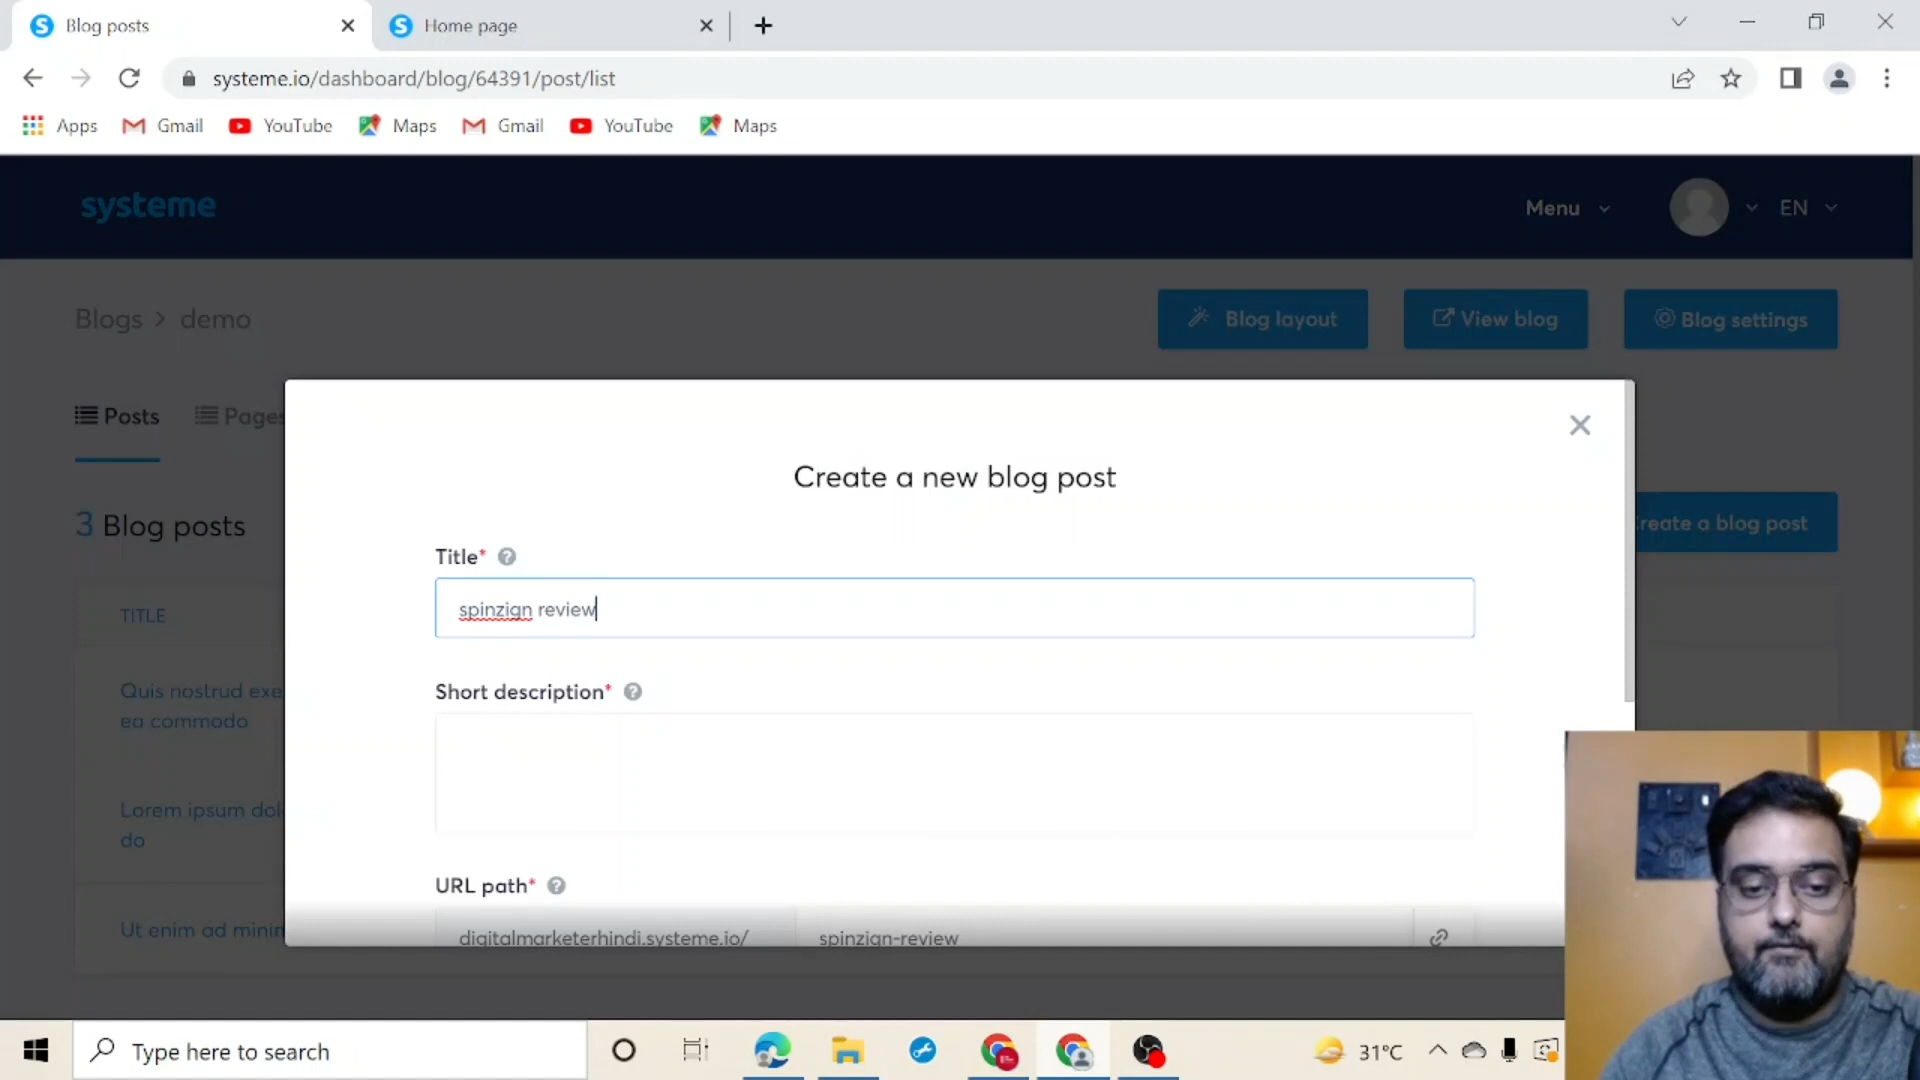 Blog posts
Home page
systeme.io/dashboard/blog/64391/post/list
Apps
Gmail
YouTube
Maps
Gmail
YouTube
Maps
systeme
Menu
EN
Blogs > demo
Blog layout
View blog
Blog settings
Posts
Pages
Create a new blog post
3 Blog posts
reate a blog post
Title*
spinzign review
TITLE
Short description*
Quis nostrud exe
ea commodo
Lorem ipsum dol
do
URL path*
Ut enim ad minin
digitalmarketerhindi.systeme.io/
spinzign-review
Type here to search
31°C